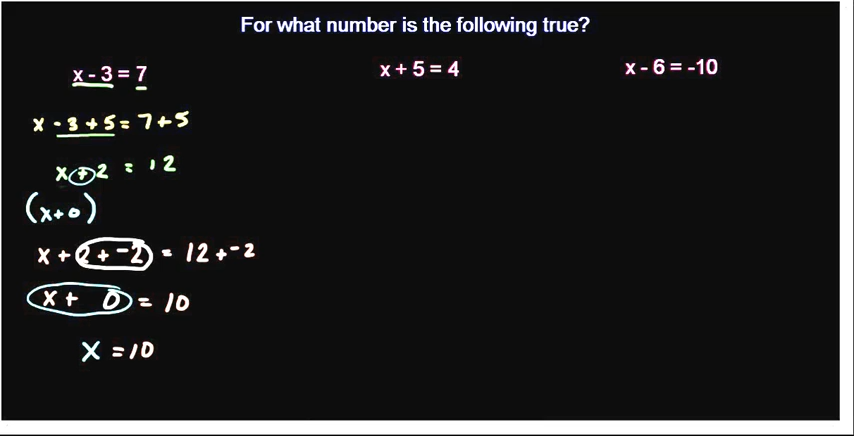 For what number is the following true?
x - 3 = 7
x + 5 = 4
x - 6 = -10
x - 3 + 5 = 7 + 5
x + 2 = 12
(x + 0)
x + 2 + -2 = 12 + -2
x + 0 = 10
x = 10